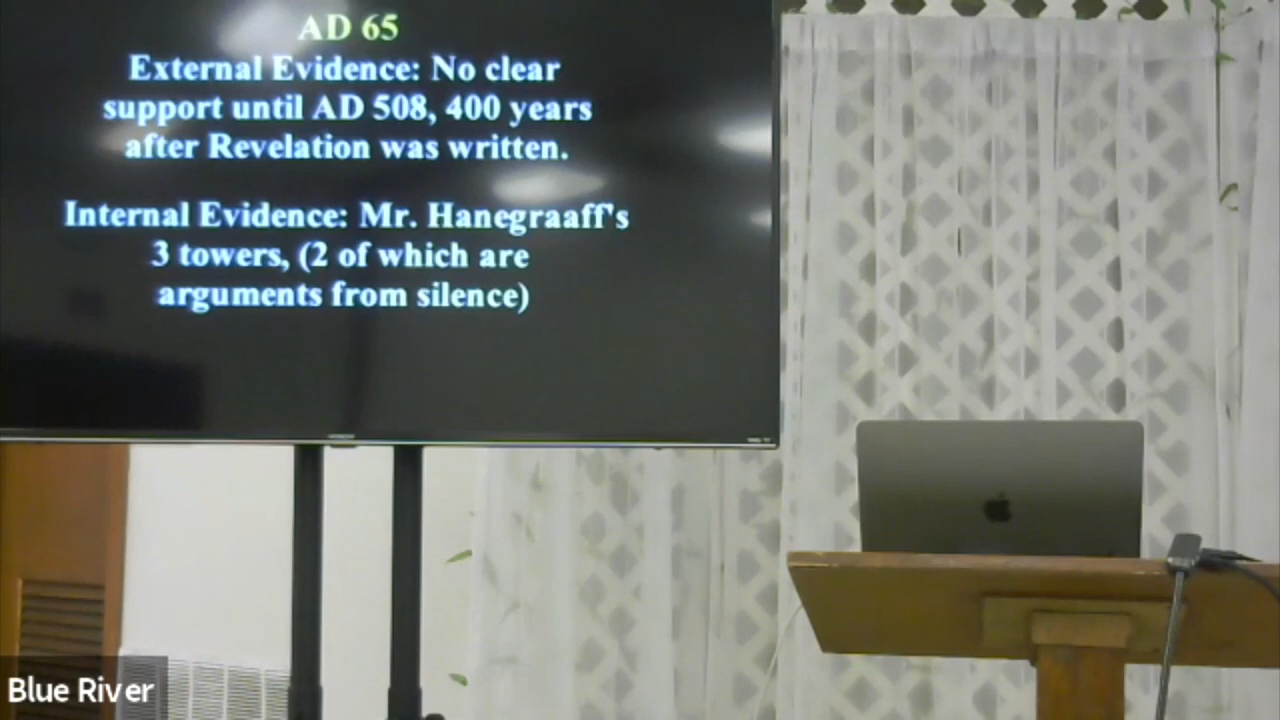 AD 65
External Evidence: No clear
support until AD 508, 400 years
after Revelation was written.
Internal Evidence: Mr. Hanegraaff's
3 towers, (2 of which are
arguments from silence)
Blue River